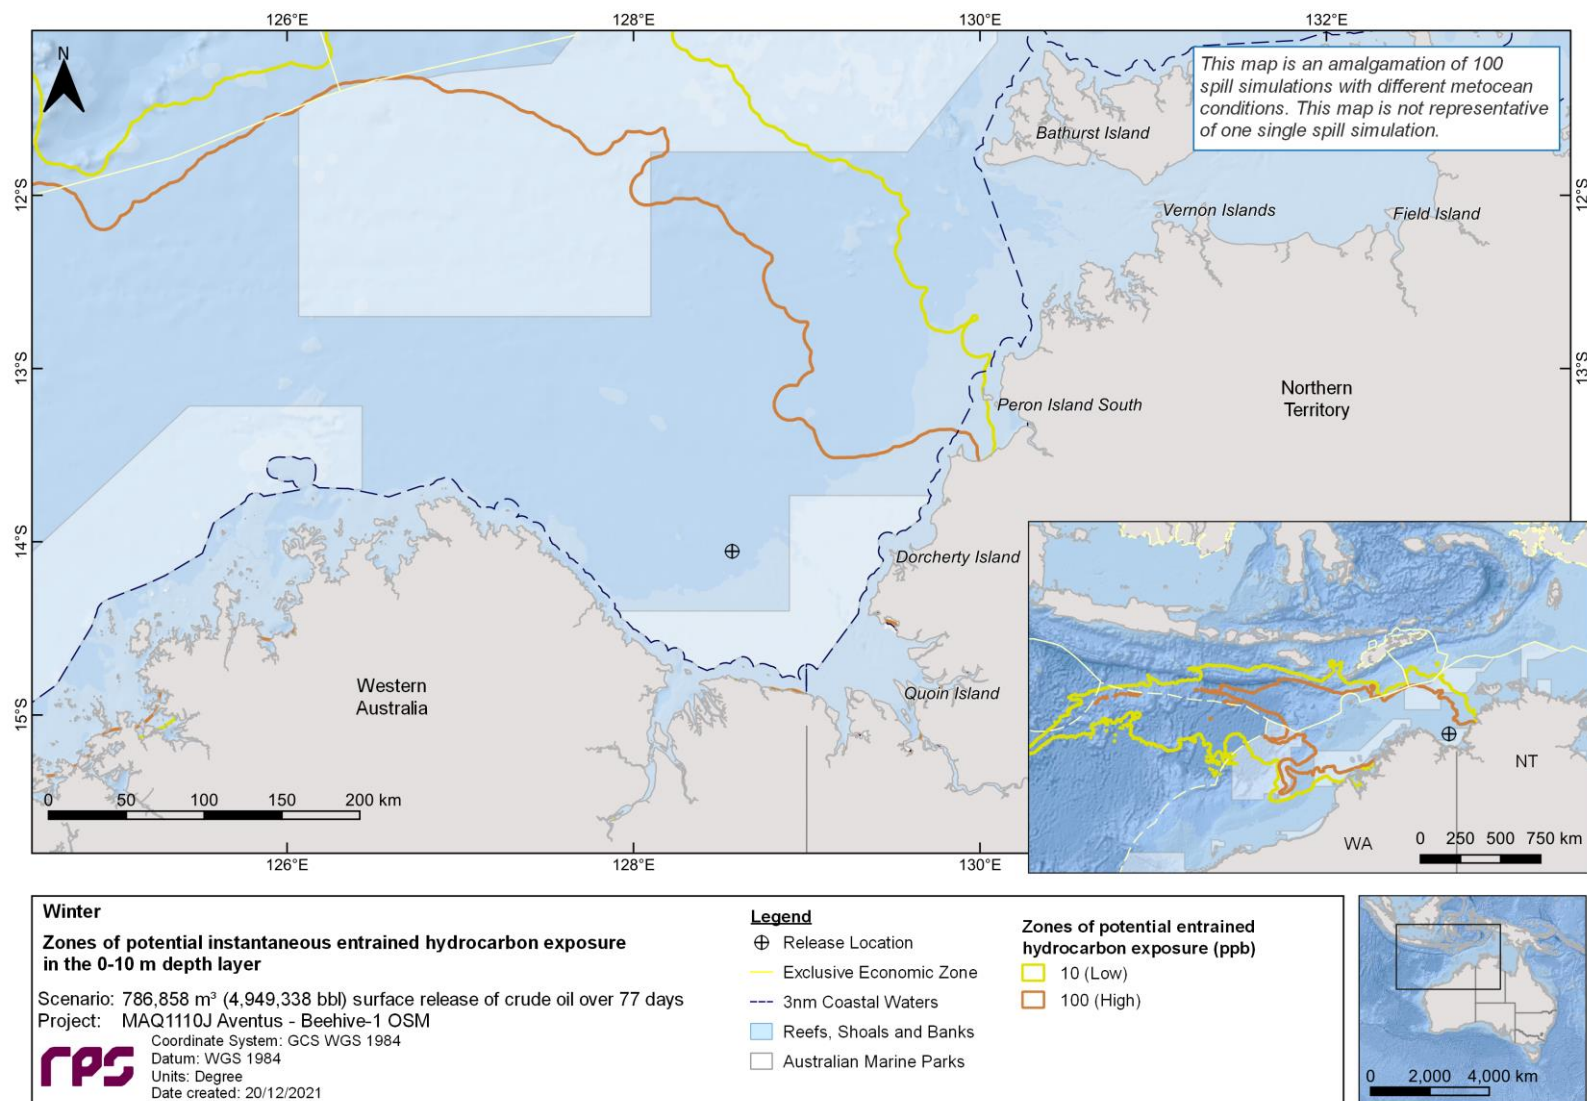 126°E
128°E
130°E
132°E
N
This map is an amalgamation of 100
spill simulations with different metocean
conditions. This map is not representative
of one single spill simulation.
Bathurst Island
12°S
12°S
Vernon Islands
Field Island
13°S
13°S
Peron Island South
Northern
Territory
14°S
Dorcherty Island
15°S
Western
Australia
Quoin Island
0 50 100 150 200 km
NT
WA
0 250 500 750 km
126°E
128°E
130°E
Winter
Zones of potential instantaneous entrained hydrocarbon exposure
in the 0-10 m depth layer
Scenario: 786,858 m³ (4,949,338 bbl) surface release of crude oil over 77 days
Project: MAQ1110J Aventus - Beehive-1 OSM
rps
Coordinate System: GCS WGS 1984
Datum: WGS 1984
Units: Degree
Date created: 20/12/2021
Legend
Release Location
Exclusive Economic Zone
3nm Coastal Waters
Reefs, Shoals and Banks
Australian Marine Parks
Zones of potential entrained
hydrocarbon exposure (ppb)
10 (Low)
100 (High)
0 2,000 4,000 km